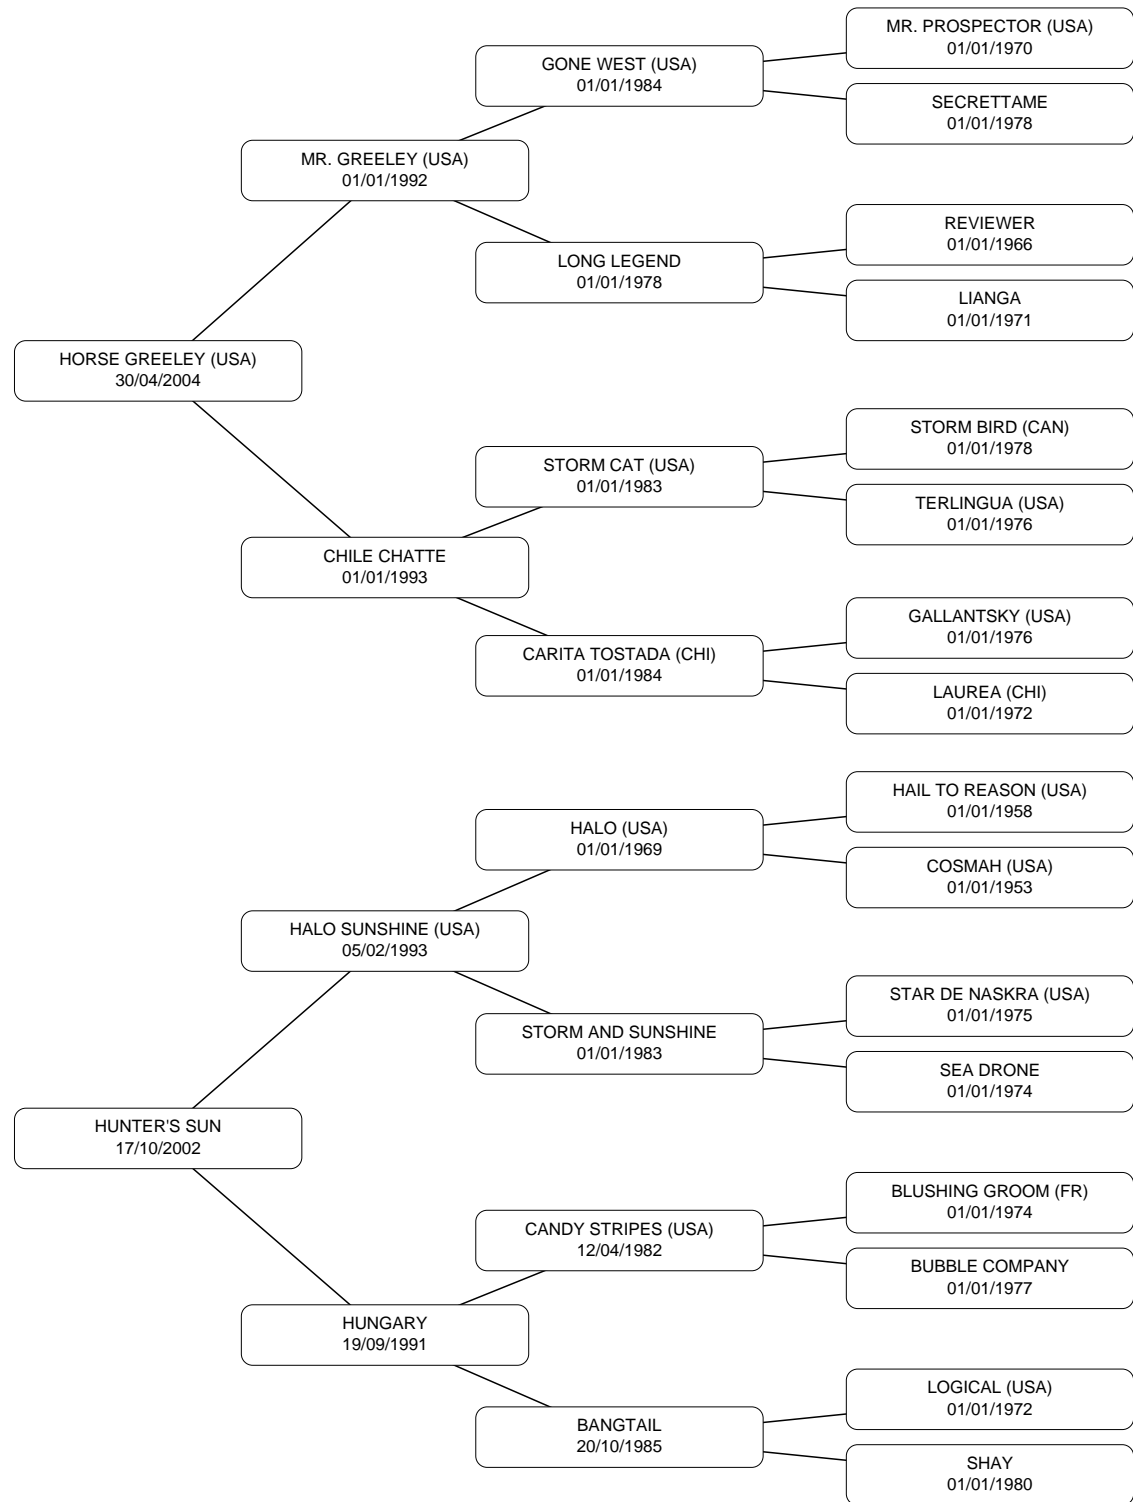 MR. PROSPECTOR (USA)
01/01/1970
GONE WEST (USA)
01/01/1984
SECRETTAME
01/01/1978
MR. GREELEY (USA)
01/01/1992
REVIEWER
01/01/1966
LONG LEGEND
01/01/1978
LIANGA
01/01/1971
HORSE GREELEY (USA)
30/04/2004
STORM BIRD (CAN)
01/01/1978
STORM CAT (USA)
01/01/1983
TERLINGUA (USA)
01/01/1976
CHILE CHATTE
01/01/1993
GALLANTSKY (USA)
01/01/1976
CARITA TOSTADA (CHI)
01/01/1984
LAUREA (CHI)
01/01/1972
HAIL TO REASON (USA)
01/01/1958
HALO (USA)
01/01/1969
COSMAH (USA)
01/01/1953
HALO SUNSHINE (USA)
05/02/1993
STAR DE NASKRA (USA)
01/01/1975
STORM AND SUNSHINE
01/01/1983
SEA DRONE
01/01/1974
HUNTER'S SUN
17/10/2002
BLUSHING GROOM (FR)
01/01/1974
CANDY STRIPES (USA)
12/04/1982
BUBBLE COMPANY
01/01/1977
HUNGARY
19/09/1991
LOGICAL (USA)
01/01/1972
BANGTAIL
20/10/1985
SHAY
01/01/1980